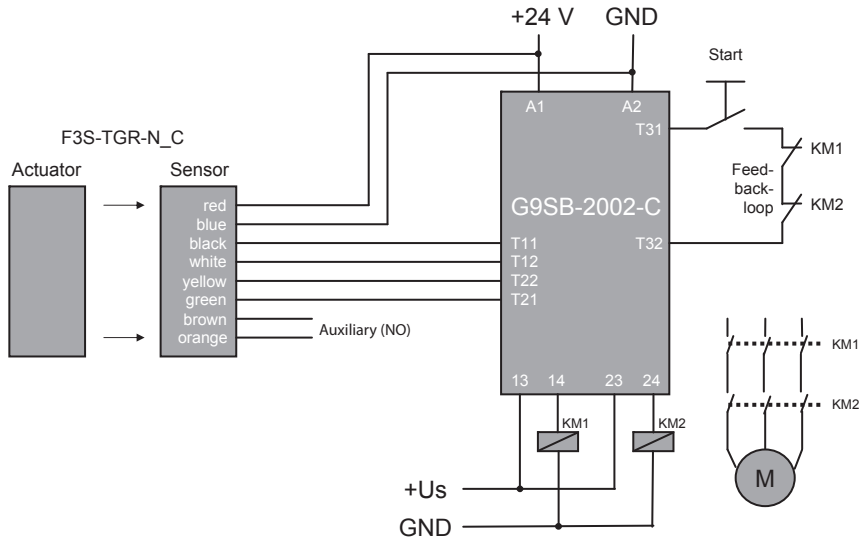 +24 V GND
Start
A1 A2
T31
F3S-TGR-N_C
Actuator Sensor
KM1
Feed-
back-
loop
KM2
red
blue
black
white
yellow
green
brown
orange
G9SB-2002-C
T11
T12
T22
T21
T32
Auxiliary (NO)
13 14 23 24
KM1 KM2
KM1
KM2
M
+Us
GND